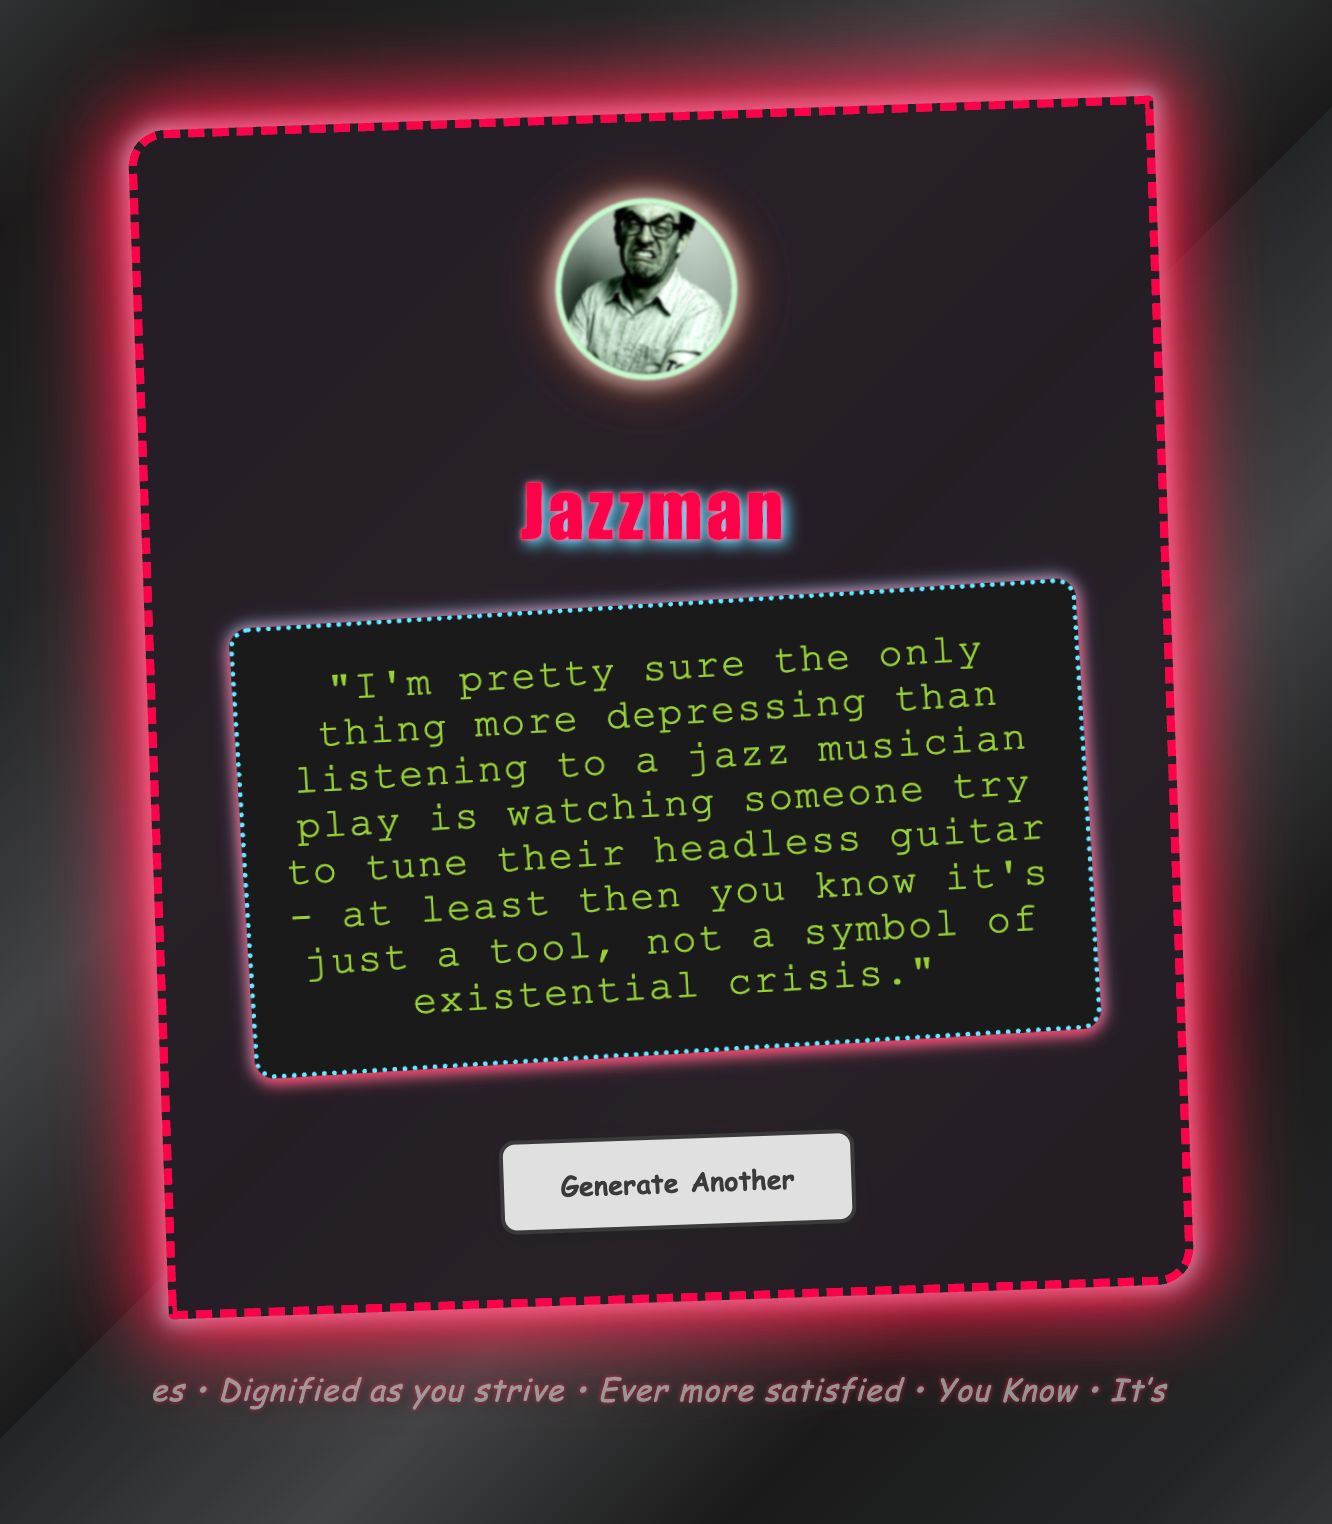 Jazzman
"I'm pretty sure the only
thing more depressing than
listening to a jazz musician
play is watching someone try
to tune their headless guitar
- at least then you know it's
just a tool, not a symbol of
existential crisis."
Generate Another
es • Dignified as you strive • Ever more satisfied • You Know • It's